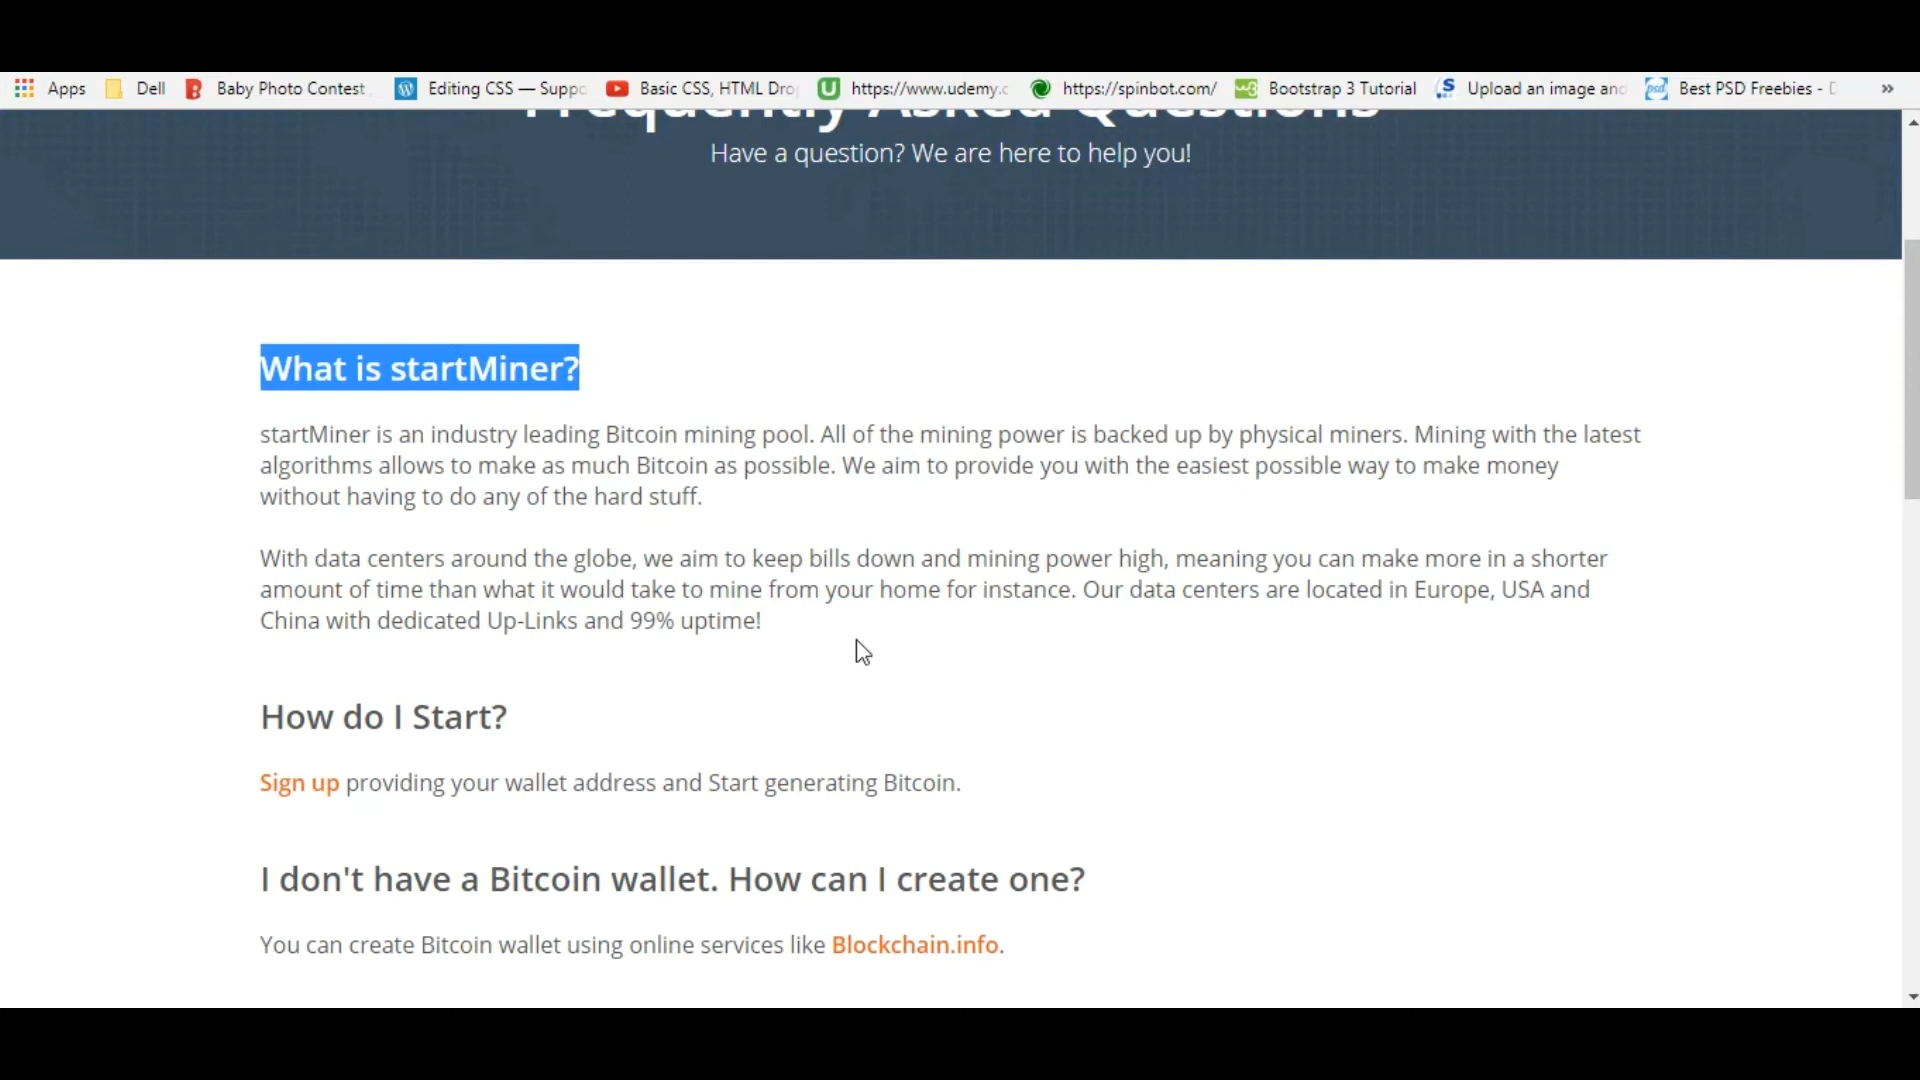 Apps Dell Baby Photo Contest Editing CSS — Suppo Basic CSS, HTML Dro https://www.udemy.c https://spinbot.com/ Bootstrap 3 Tutorial Upload an image and Best PSD Freebies - D »
Frequently Asked Questions
Have a question? We are here to help you!
What is startMiner?
startMiner is an industry leading Bitcoin mining pool. All of the mining power is backed up by physical miners. Mining with the latest
algorithms allows to make as much Bitcoin as possible. We aim to provide you with the easiest possible way to make money
without having to do any of the hard stuff.
With data centers around the globe, we aim to keep bills down and mining power high, meaning you can make more in a shorter
amount of time than what it would take to mine from your home for instance. Our data centers are located in Europe, USA and
China with dedicated Up-Links and 99% uptime!
How do I Start?
Sign up providing your wallet address and Start generating Bitcoin.
I don't have a Bitcoin wallet. How can I create one?
You can create Bitcoin wallet using online services like Blockchain.info.